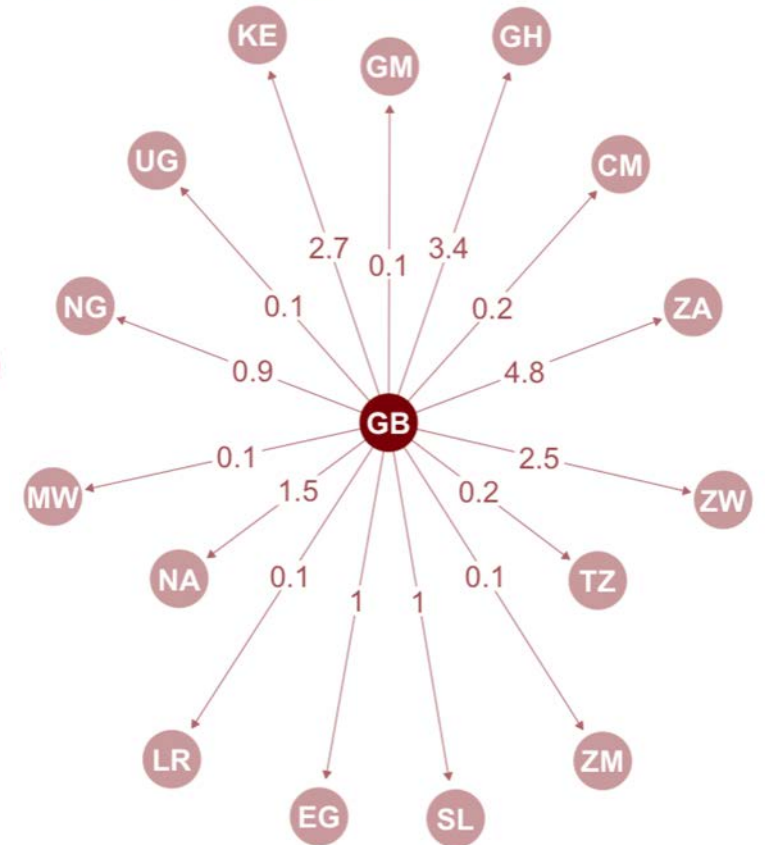 KE
GM
GH
UG
CM
2.7
0.1
3.4
NG
0.1
0.2
ZA
0.9
4.8
GB
0.1
2.5
MW
1.5
0.2
ZW
NA
0.1
0.1
TZ
1
1
LR
ZM
EG
SL